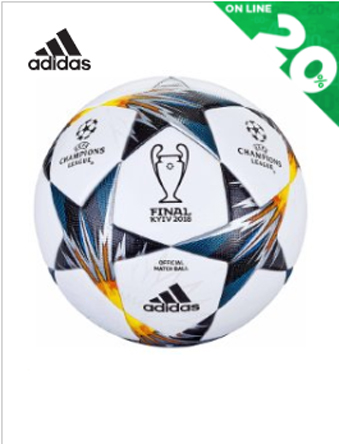 ON LINE
20%
adidas
CHAMPIONS
LEAGUE
CHAMPIONS
LEAGUE
FINAL
KYIV 2018
OFFICIAL
MATCH BALL
adidas